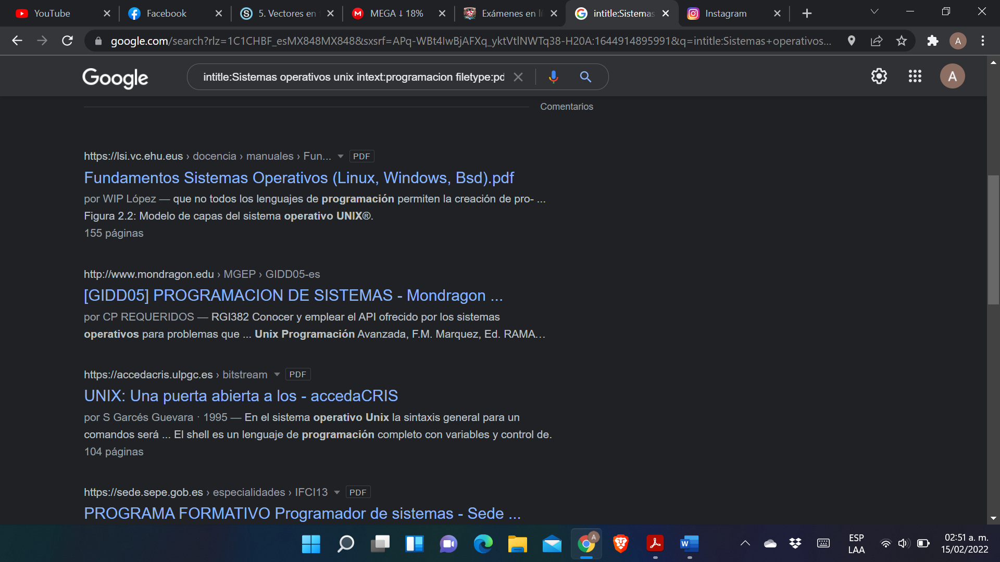 YouTube
Facebook
5. Vectores en
MEGA ↓ 18%
Exámenes en lí
intitle:Sistemas
Instagram
google.com/search?rlz=1C1CHBF_esMX848MX848&sxsrf=APq-WBt4IwBjAFXq_yktVtlNWTq38-H20A:1644914895991&q=intitle:Sistemas+operativos...
A
Google
intitle:Sistemas operativos unix intext:programacion filetype:pd
A
Comentarios
https://lsi.vc.ehu.eus › docencia › manuales › Fun... PDF
Fundamentos Sistemas Operativos (Linux, Windows, Bsd).pdf
por WIP López — que no todos los lenguajes de programación permiten la creación de pro- ...
Figura 2.2: Modelo de capas del sistema operativo UNIX®.
155 páginas
http://www.mondragon.edu › MGEP › GIDD05-es
[GIDD05] PROGRAMACION DE SISTEMAS - Mondragon ...
por CP REQUERIDOS — RGI382 Conocer y emplear el API ofrecido por los sistemas
operativos para problemas que ... Unix Programación Avanzada, F.M. Marquez, Ed. RAMA…
https://accedacris.ulpgc.es › bitstream PDF
UNIX: Una puerta abierta a los - accedaCRIS
por S Garcés Guevara · 1995 — En el sistema operativo Unix la sintaxis general para un
comandos será ... El shell es un lenguaje de programación completo con variables y control de.
104 páginas
https://sede.sepe.gob.es › especialidades › IFCI13 PDF
PROGRAMA FORMATIVO Programador de sistemas - Sede ...
A
ESP
LAA
02:51 a. m.
15/02/2022